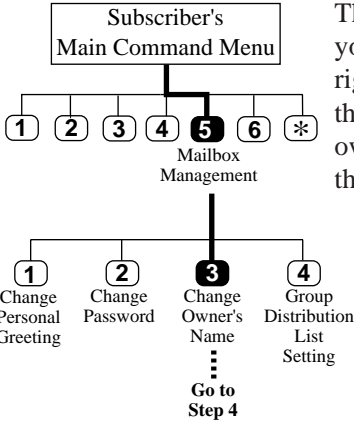 Subscriber's
Main Command Menu
1 2 3 4 5 6 *
Mailbox
Management
1 2 3 4
Change
Personal
Greeting
Change
Password
Change
Owner's
Name
Group
Distribution
List
Setting
Go to
Step 4